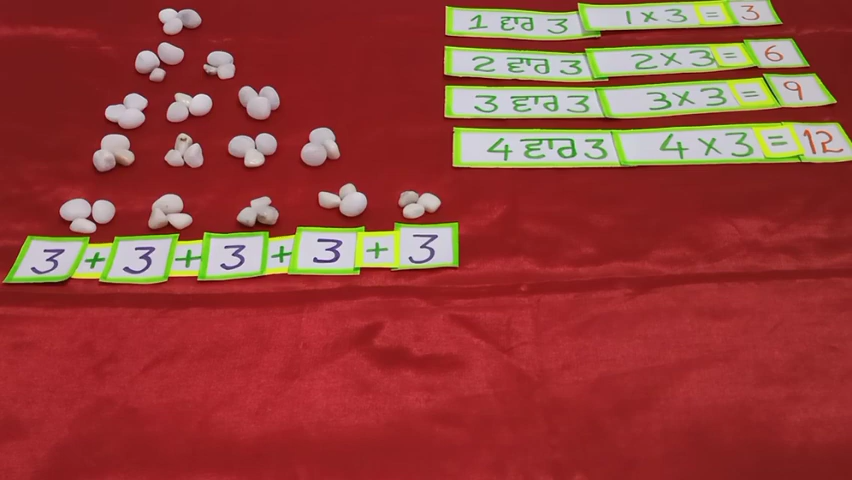 1 ਵਾਰ 3 1×3 = 3
2 ਵਾਰ 3 2×3 = 6
3 ਵਾਰ 3 3×3 = 9
4 ਵਾਰ 3 4×3 = 12
3 + 3 + 3 + 3 + 3